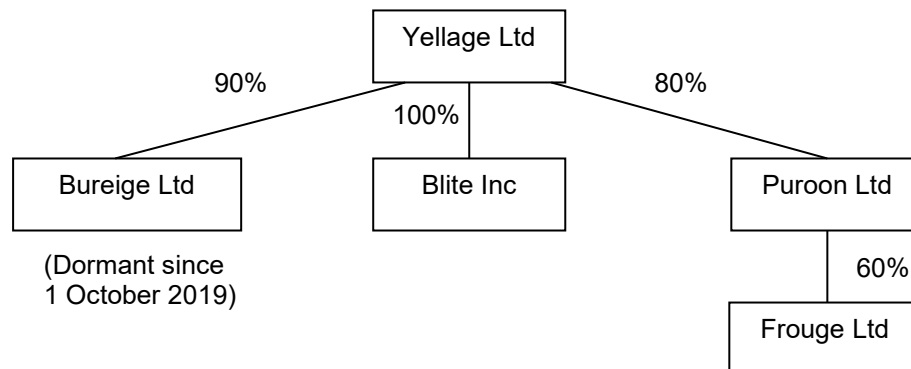 Yellage Ltd
90%
100%
80%
Bureige Ltd
Blite Inc
Puroon Ltd
(Dormant since
1 October 2019)
60%
Frouge Ltd